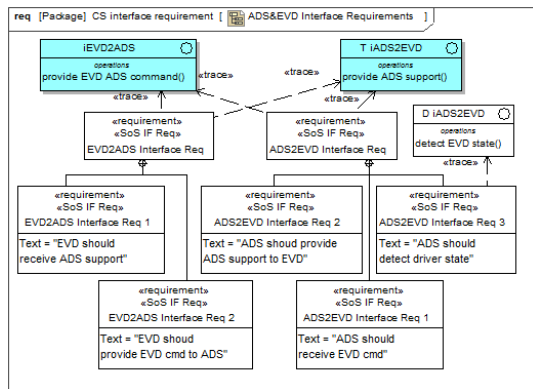 req [Package] CS interface requirement [ ADS&EVD Interface Requirements ]
iEVD2ADS
operations
provide EVD ADS command()
T iADS2EVD
operations
provide ADS support()
«trace»
«trace»
«trace»
«trace»
D iADS2EVD
operations
detect EVD state()
«trace»
«requirement»
«SoS IF Req»
EVD2ADS Interface Req
«requirement»
«SoS IF Req»
ADS2EVD Interface Req
«requirement»
«SoS IF Req»
EVD2ADS Interface Req 1
Text = "EVD should
receive ADS support"
«requirement»
«SoS IF Req»
ADS2EVD Interface Req 2
Text = "ADS shoud provide
ADS support to EVD"
«requirement»
«SoS IF Req»
ADS2EVD Interface Req 3
Text = "ADS should
detect driver state"
«requirement»
«SoS IF Req»
EVD2ADS Interface Req 2
Text = "EVD shoud
provide EVD cmd to ADS"
«requirement»
«SoS IF Req»
ADS2EVD Interface Req 1
Text = "ADS should
receive EVD cmd"